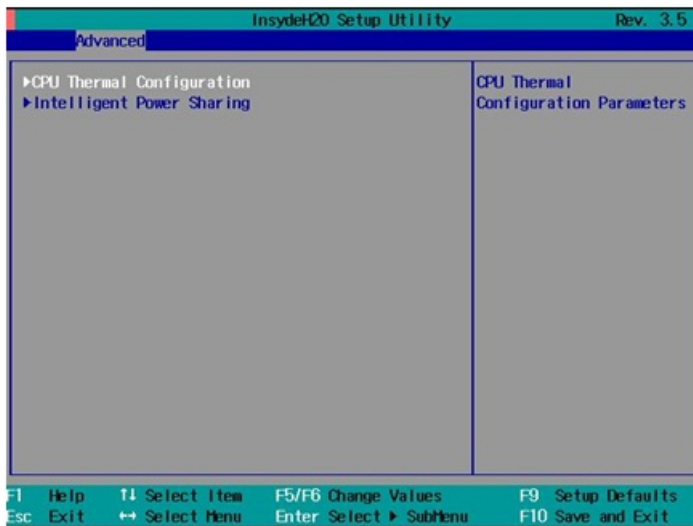 InsydeH2O Setup Utility Rev. 3.5
Advanced
▶CPU Thermal Configuration
▶Intelligent Power Sharing
CPU Thermal
Configuration Parameters
F1 Help ↑↓ Select Item F5/F6 Change Values F9 Setup Defaults
Esc Exit ↔ Select Menu Enter Select ▶ SubMenu F10 Save and Exit